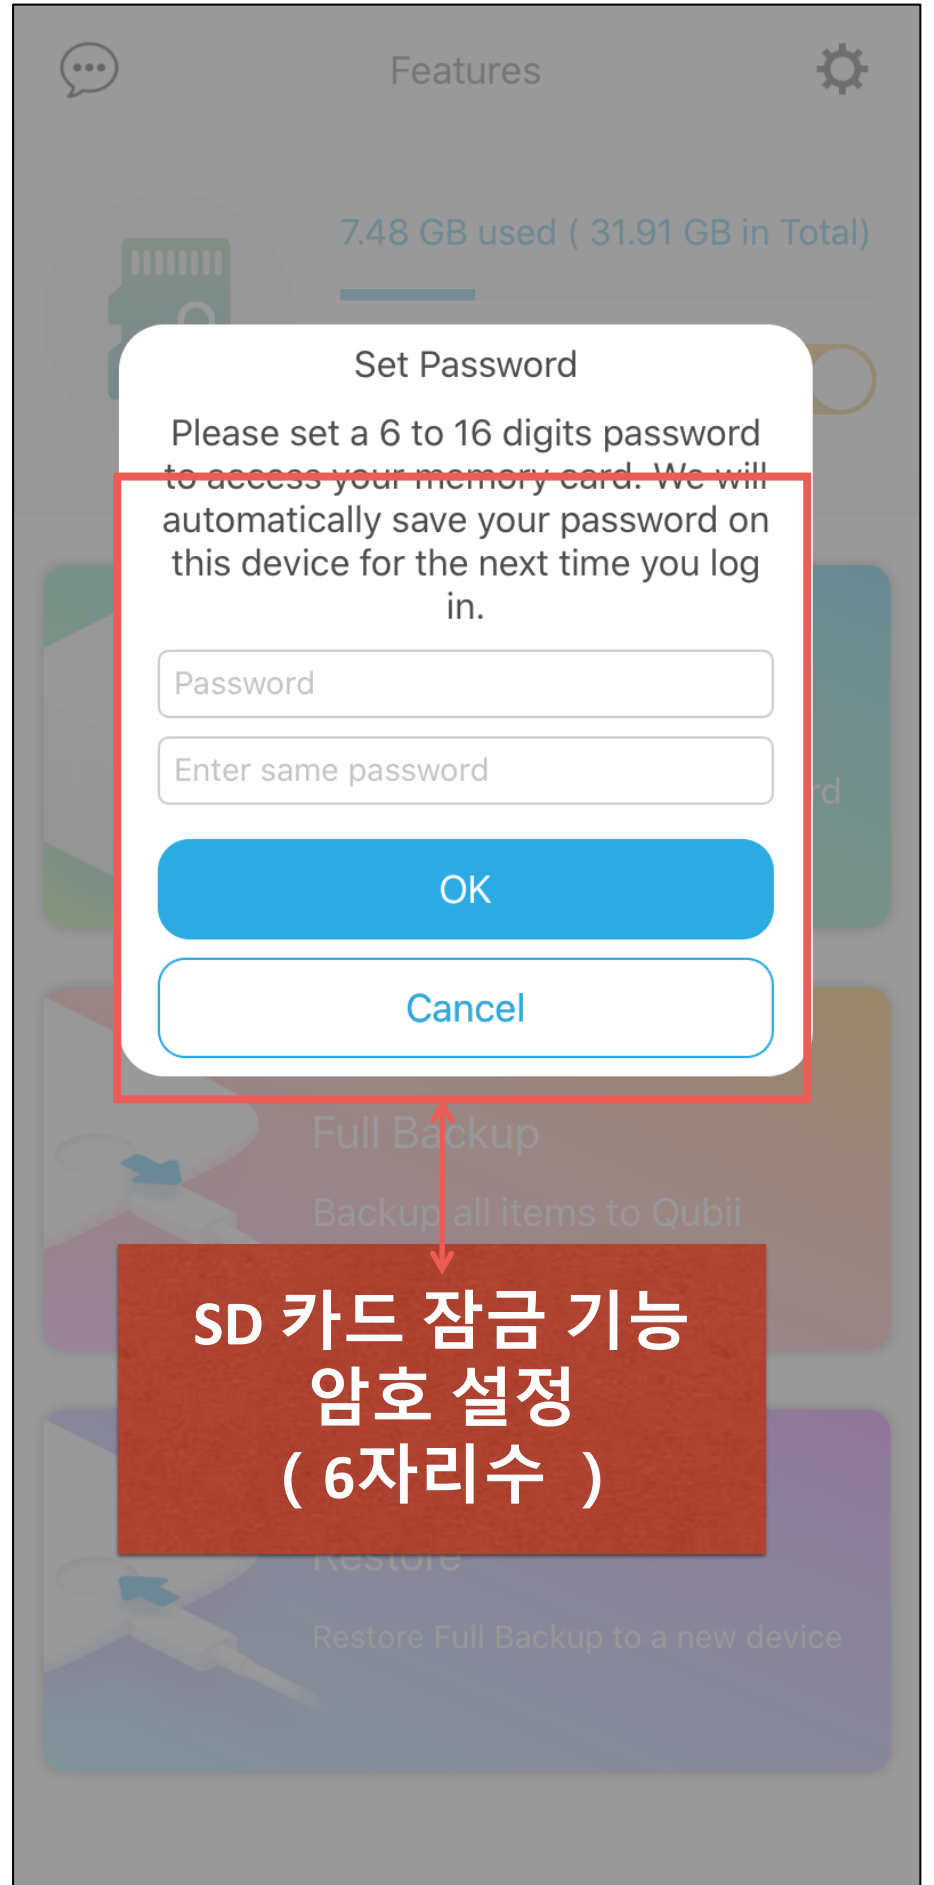 Features
7.48 GB used ( 31.91 GB in Total)
Set Password
Please set a 6 to 16 digits password
to access your memory card. We will
automatically save your password on
this device for the next time you log
in.
Password
Enter same password
rd
OK
Cancel
Full Backup
Backup all items to Qubii
SD 카드 잠금 기능
암호 설정
( 6자리수 )
Restore
Restore Full Backup to a new device